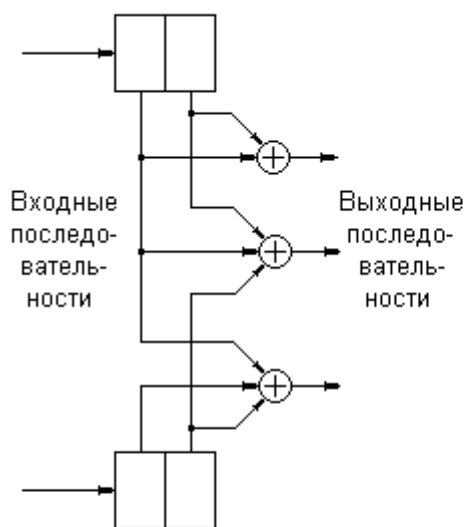 Входные
последо-
ватель-
ности
Выходные
последо-
ватель-
ности